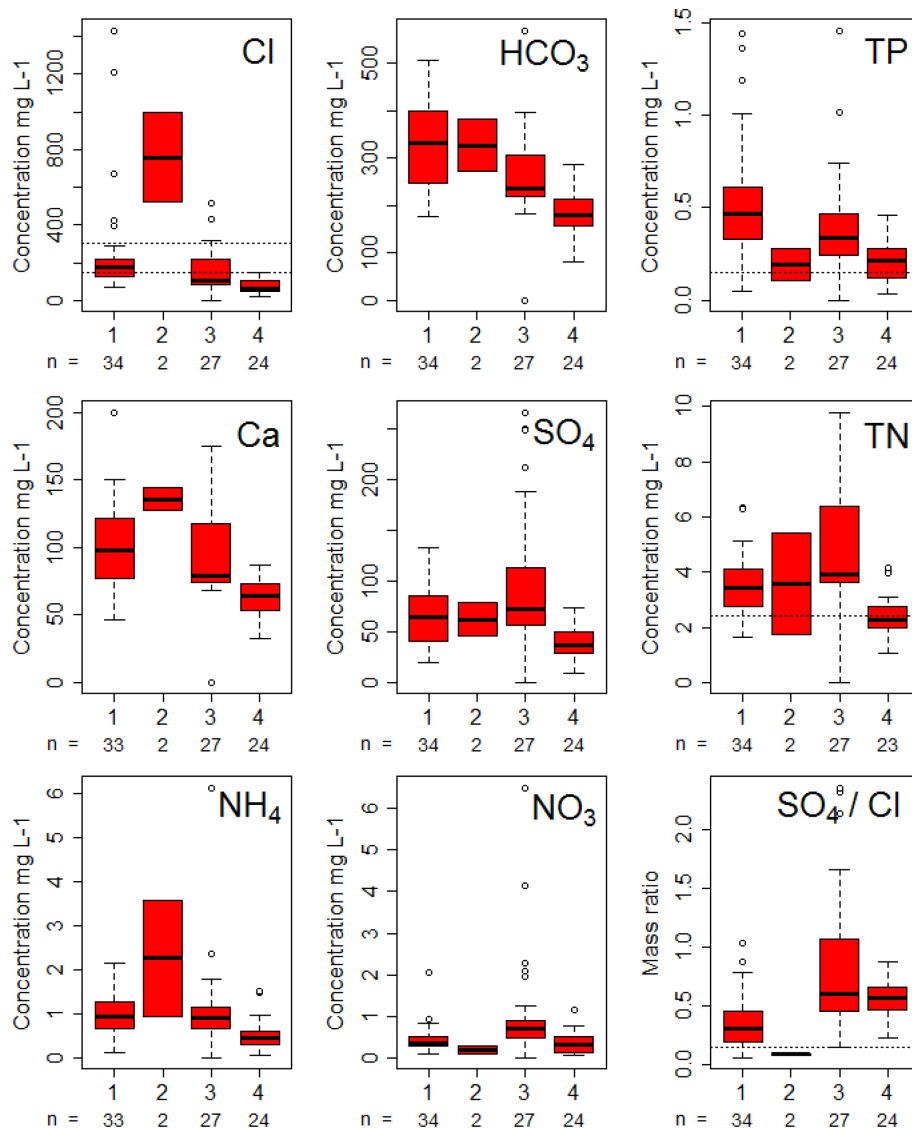 Cl
Concentration mg L-1
1200
800
400
0
1 2 3 4
n = 34 2 27 24
HCO₃
Concentration mg L-1
500
300
100
0
1 2 3 4
34 2 27 24
TP
Concentration mg L-1
1.5
1.0
0.5
0.0
1 2 3 4
34 2 27 24
Ca
Concentration mg L-1
200
150
100
50
0
1 2 3 4
n = 33 2 27 24
SO₄
Concentration mg L-1
200
100
50
0
1 2 3 4
n = 34 2 27 24
TN
Concentration mg L-1
10
8
6
4
2
0
1 2 3 4
n = 34 2 27 23
NH₄
Concentration mg L-1
6
5
4
3
2
1
0
1 2 3 4
n = 33 2 27 24
NO₃
Concentration mg L-1
6
5
4
3
2
1
0
1 2 3 4
n = 34 2 27 24
SO₄ / Cl
Mass ratio
2.0
1.5
1.0
0.5
0.0
1 2 3 4
n = 34 2 27 24